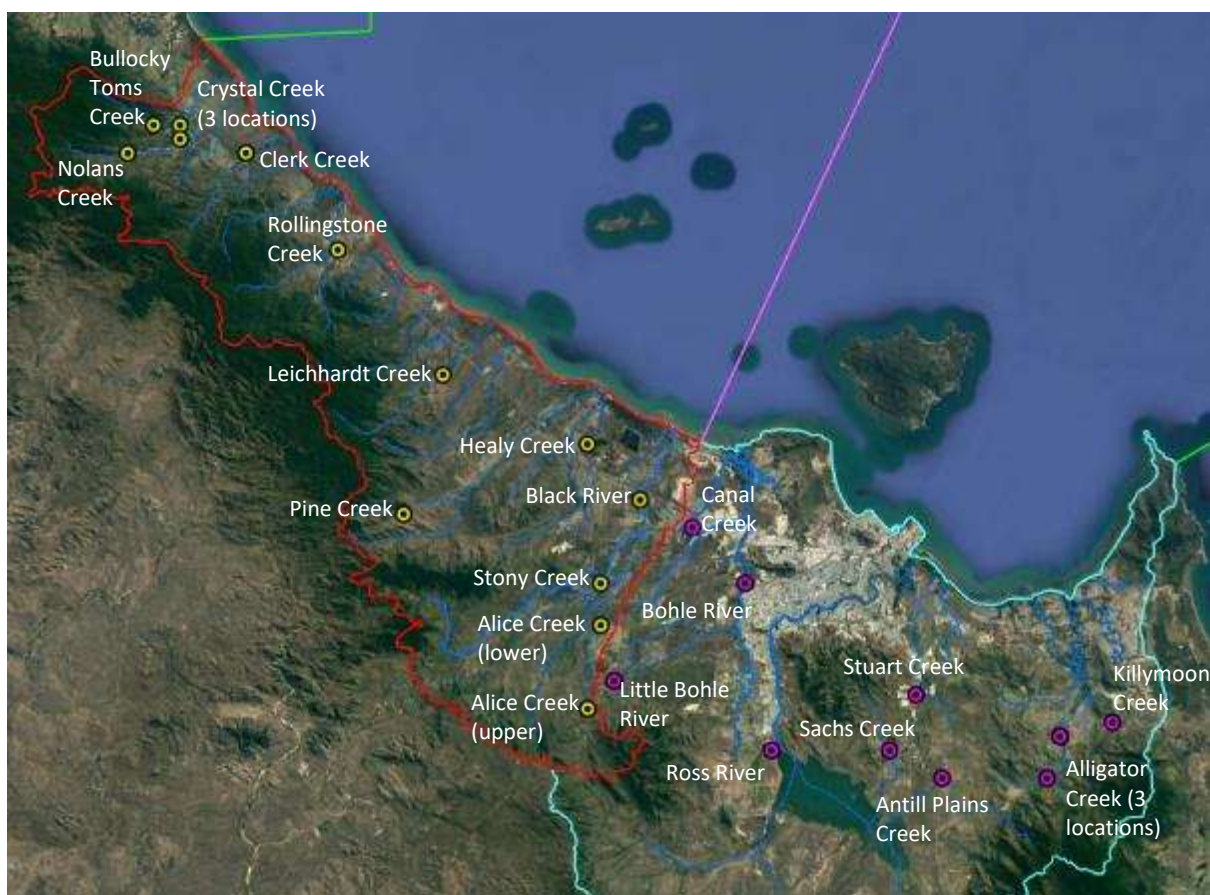 Bullocky
Toms
Creek
Crystal Creek
(3 locations)
Nolans
Creek
Clerk Creek
Rollingstone
Creek
Leichhardt Creek
Healy Creek
Black River
Pine Creek
Canal
Creek
Stony Creek
Bohle River
Alice Creek
(lower)
Little Bohle
River
Alice Creek
(upper)
Stuart Creek
Killymoon
Creek
Sachs Creek
Ross River
Antill Plains
Creek
Alligator
Creek (3
locations)